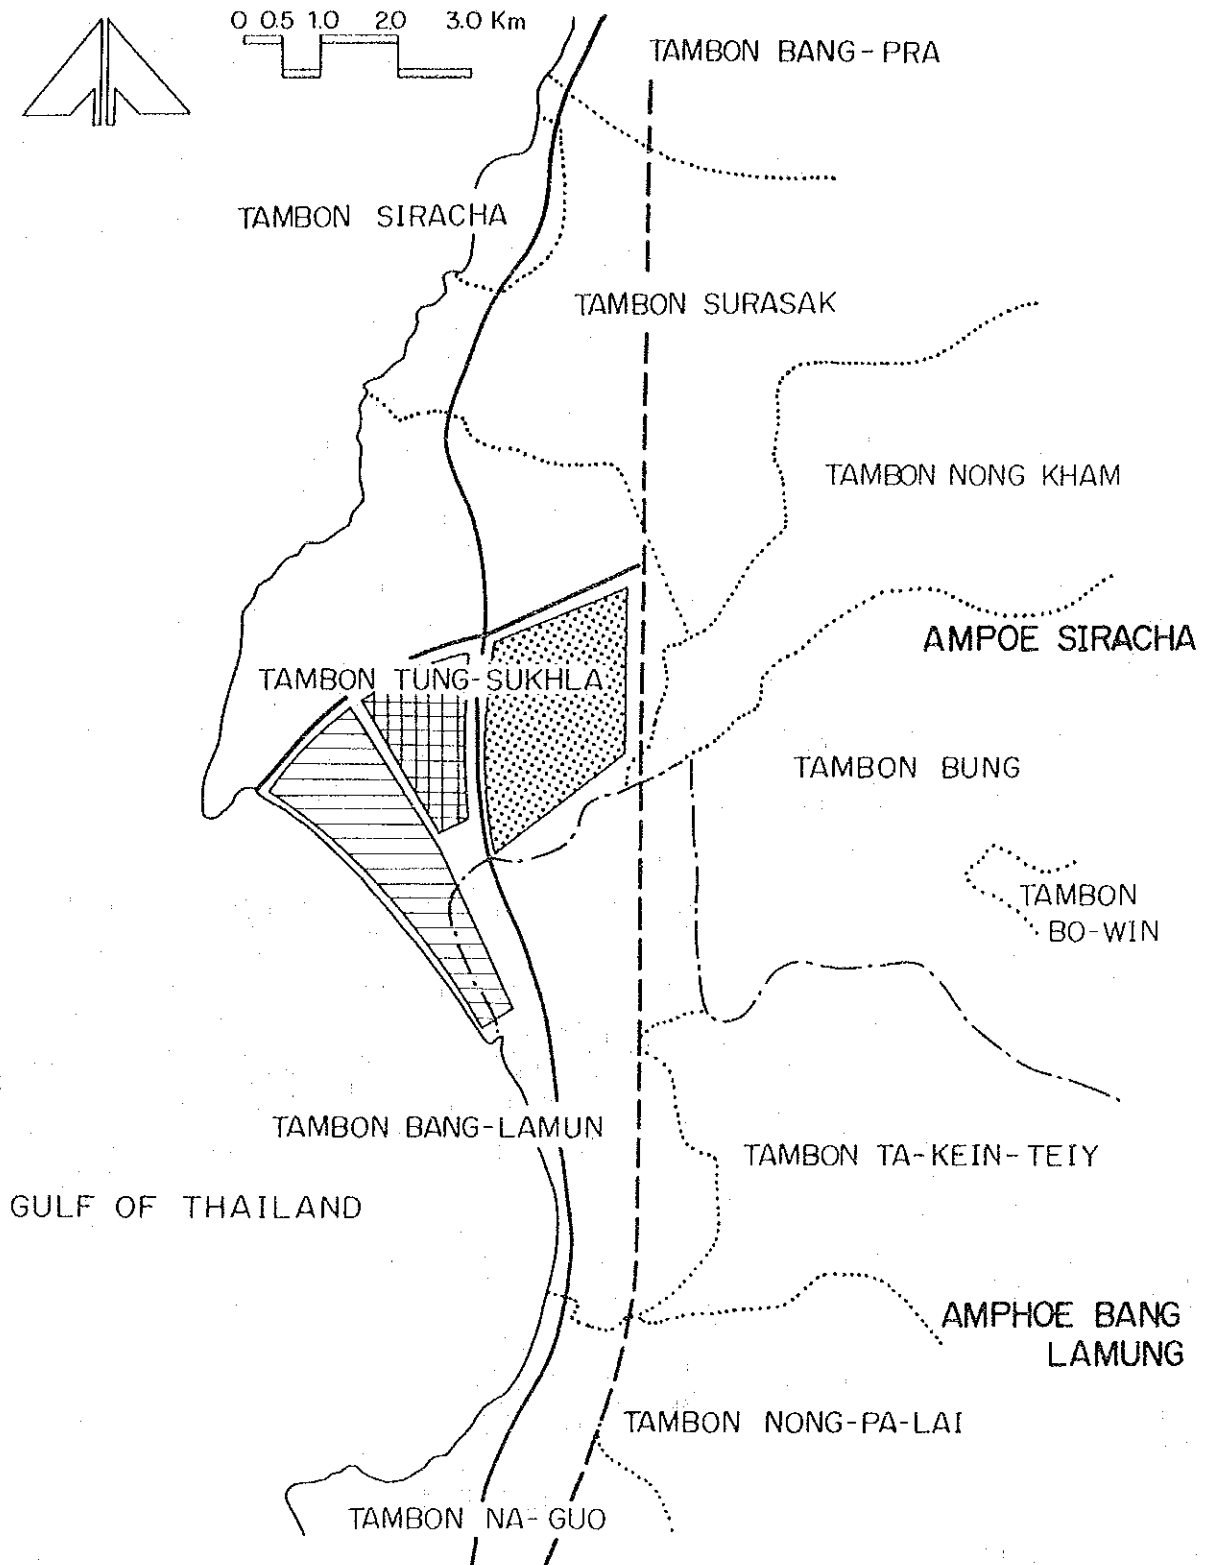 0 0.5 1.0 2.0 3.0 Km
TAMBON BANG-PRA
TAMBON SIRACHA
TAMBON SURASAK
TAMBON NONG KHAM
AMPOE SIRACHA
TAMBON TUNG-SUKHLA
TAMBON BUNG
TAMBON
BO-WIN
TAMBON BANG-LAMUN
TAMBON TA-KEIN-TEIY
GULF OF THAILAND
AMPHOE BANG
LAMUNG
TAMBON NONG-PA-LAI
TAMBON NA-GUO